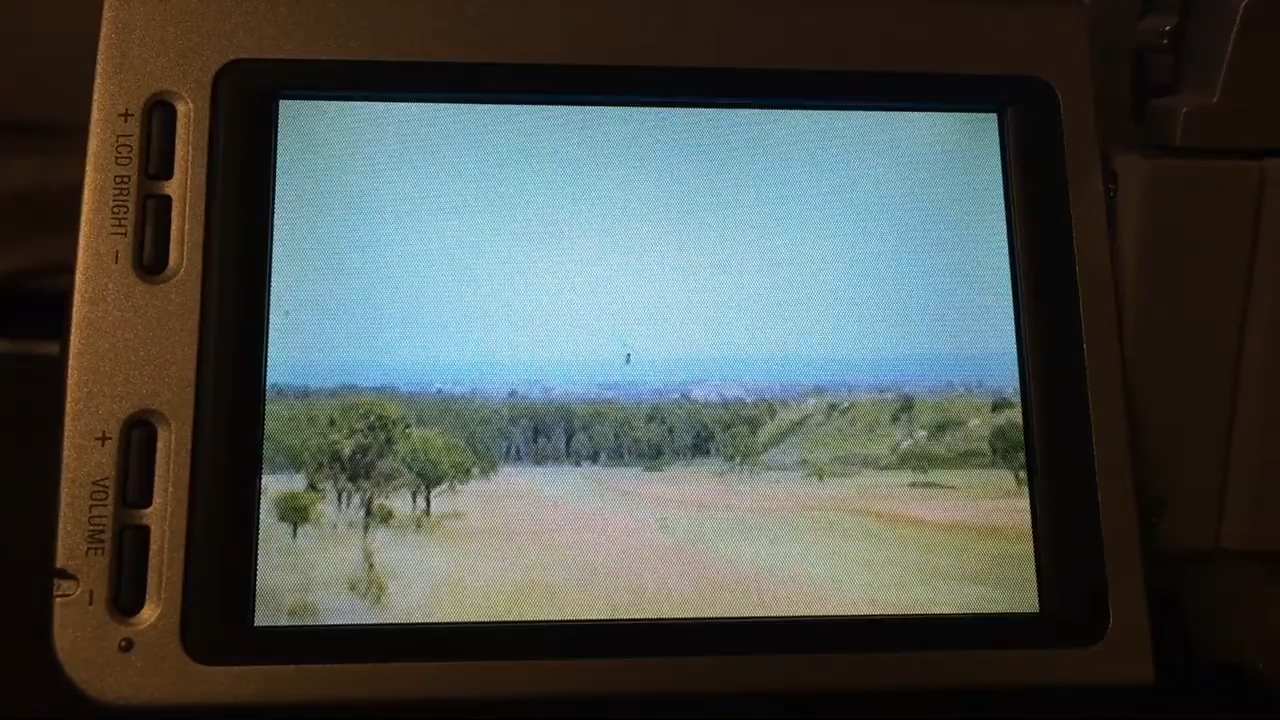 + LCD BRIGHT -
+ VOLUME -